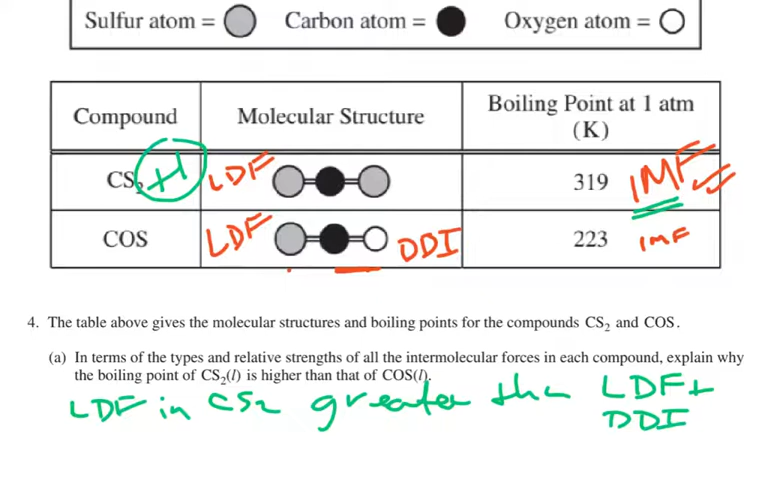 Sulfur atom = Carbon atom = Oxygen atom =
Compound Molecular Structure Boiling Point at 1 atm (K)
CS₂ +1 LDF 319 IMF
COS LDF DDI 223 IMF
4. The table above gives the molecular structures and boiling points for the compounds CS₂ and COS.
(a) In terms of the types and relative strengths of all the intermolecular forces in each compound, explain why
the boiling point of CS₂(l) is higher than that of COS(l).
LDF in CS2 greater than LDF+
DDI